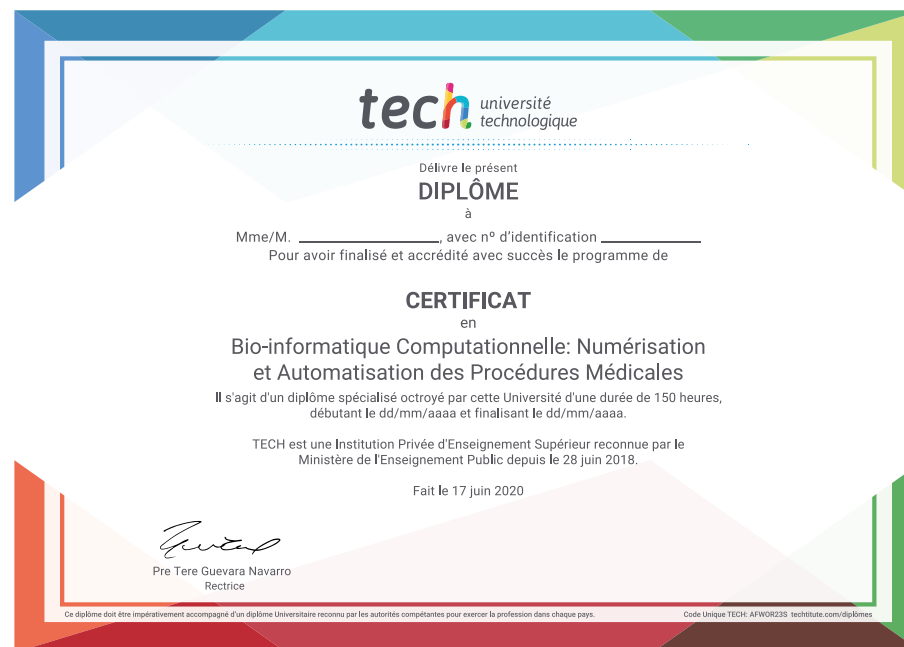 tech université
technologique
Délivre le présent
DIPLÔME
à
Mme/M. ____________, avec nº d'identification ____________
Pour avoir finalisé et accrédité avec succès le programme de
CERTIFICAT
en
Bio-informatique Computationnelle: Numérisation
et Automatisation des Procédures Médicales
Il s'agit d'un diplôme spécialisé octroyé par cette Université d'une durée de 150 heures,
débutant le dd/mm/aaaa et finalisant le dd/mm/aaaa.
TECH est une Institution Privée d'Enseignement Supérieur reconnue par le
Ministère de l'Enseignement Public depuis le 28 juin 2018.
Fait le 17 juin 2020
Pre Tere Guevara Navarro
Rectrice
Ce diplôme doit être impérativement accompagné d'un diplôme Universitaire reconnu par les autorités compétentes pour exercer la profession dans chaque pays.
Code Unique TECH: AFWOR23S techtitute.com/diplômes